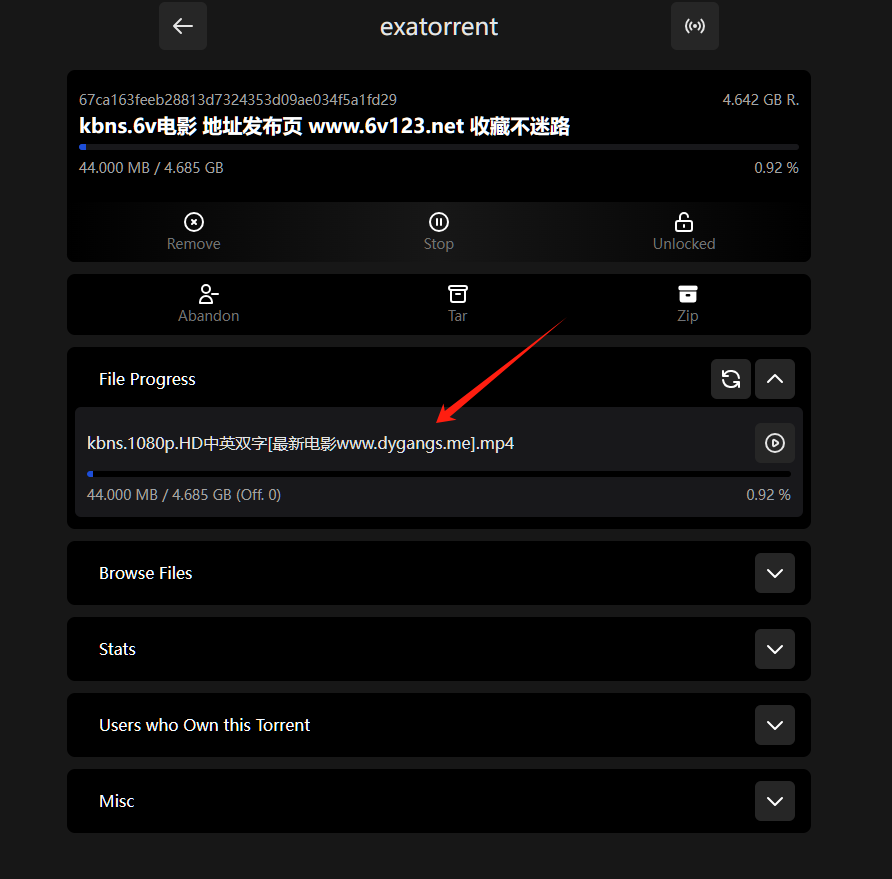 exatorrent
67ca163feeb28813d7324353d09ae034f5a1fd29 4.642 GB R.
kbns.6v电影 地址发布页 www.6v123.net 收藏不迷路
44.000 MB / 4.685 GB 0.92 %
Remove Stop Unlocked
Abandon Tar Zip
File Progress
kbns.1080p.HD中英双字[最新电影www.dygangs.me].mp4
44.000 MB / 4.685 GB (Off. 0) 0.92 %
Browse Files
Stats
Users who Own this Torrent
Misc